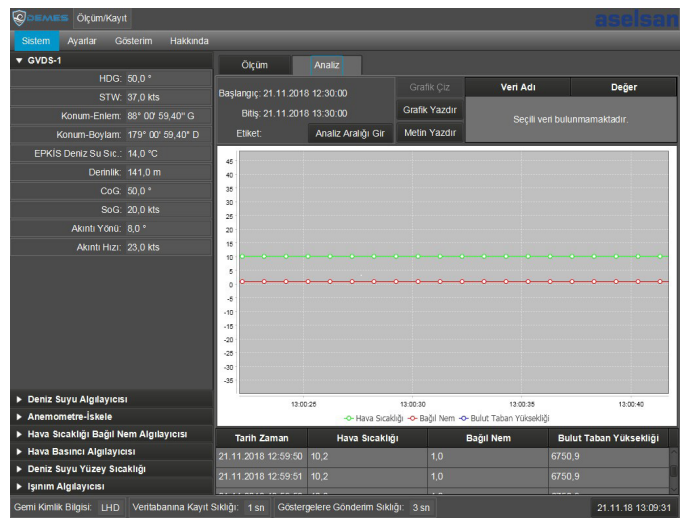 DEMES Ölçüm/Kayıt
aselsan
Sistem Ayarlar Gösterim Hakkında
GVDS-1
HDG: 50,0 °
STW: 37,0 kts
Konum-Enlem: 88° 00' 59,40" G
Konum-Boylam: 179° 00' 59,40" D
EPKİS Deniz Su Sıc.: 14,0 °C
Derinlik: 141,0 m
CoG: 50,0 °
SoG: 20,0 kts
Akıntı Yönü: 8,0 °
Akıntı Hızı: 23,0 kts
Deniz Suyu Algılayıcısı
Anemometre-İskele
Hava Sıcaklığı Bağıl Nem Algılayıcısı
Hava Basıncı Algılayıcısı
Deniz Suyu Yüzey Sıcaklığı
Işınım Algılayıcısı
Ölçüm Analiz
Başlangıç: 21.11.2018 12:30:00
Bitiş: 21.11.2018 13:30:00
Etiket: Analiz Aralığı Gir
Grafik Çiz
Grafik Yazdır
Metin Yazdır
Veri Adı Değer
Seçili veri bulunmamaktadır.
45
40
35
30
25
20
15
10
5
0
-5
-10
-15
-20
-25
-30
-35
13:00:25 13:00:30 13:00:35 13:00:40
Hava Sıcaklığı Bağıl Nem Bulut Taban Yüksekliği
Tarih Zaman Hava Sıcaklığı Bağıl Nem Bulut Taban Yüksekliği
21.11.2018 12:59:50 10,2 1,0 6750,9
21.11.2018 12:59:51 10,2 1,0 6750,9
Gemi Kimlik Bilgisi: LHD Veritabanına Kayıt Sıklığı: 1 sn Göstergelere Gönderim Sıklığı: 3 sn 21.11.18 13:09:31